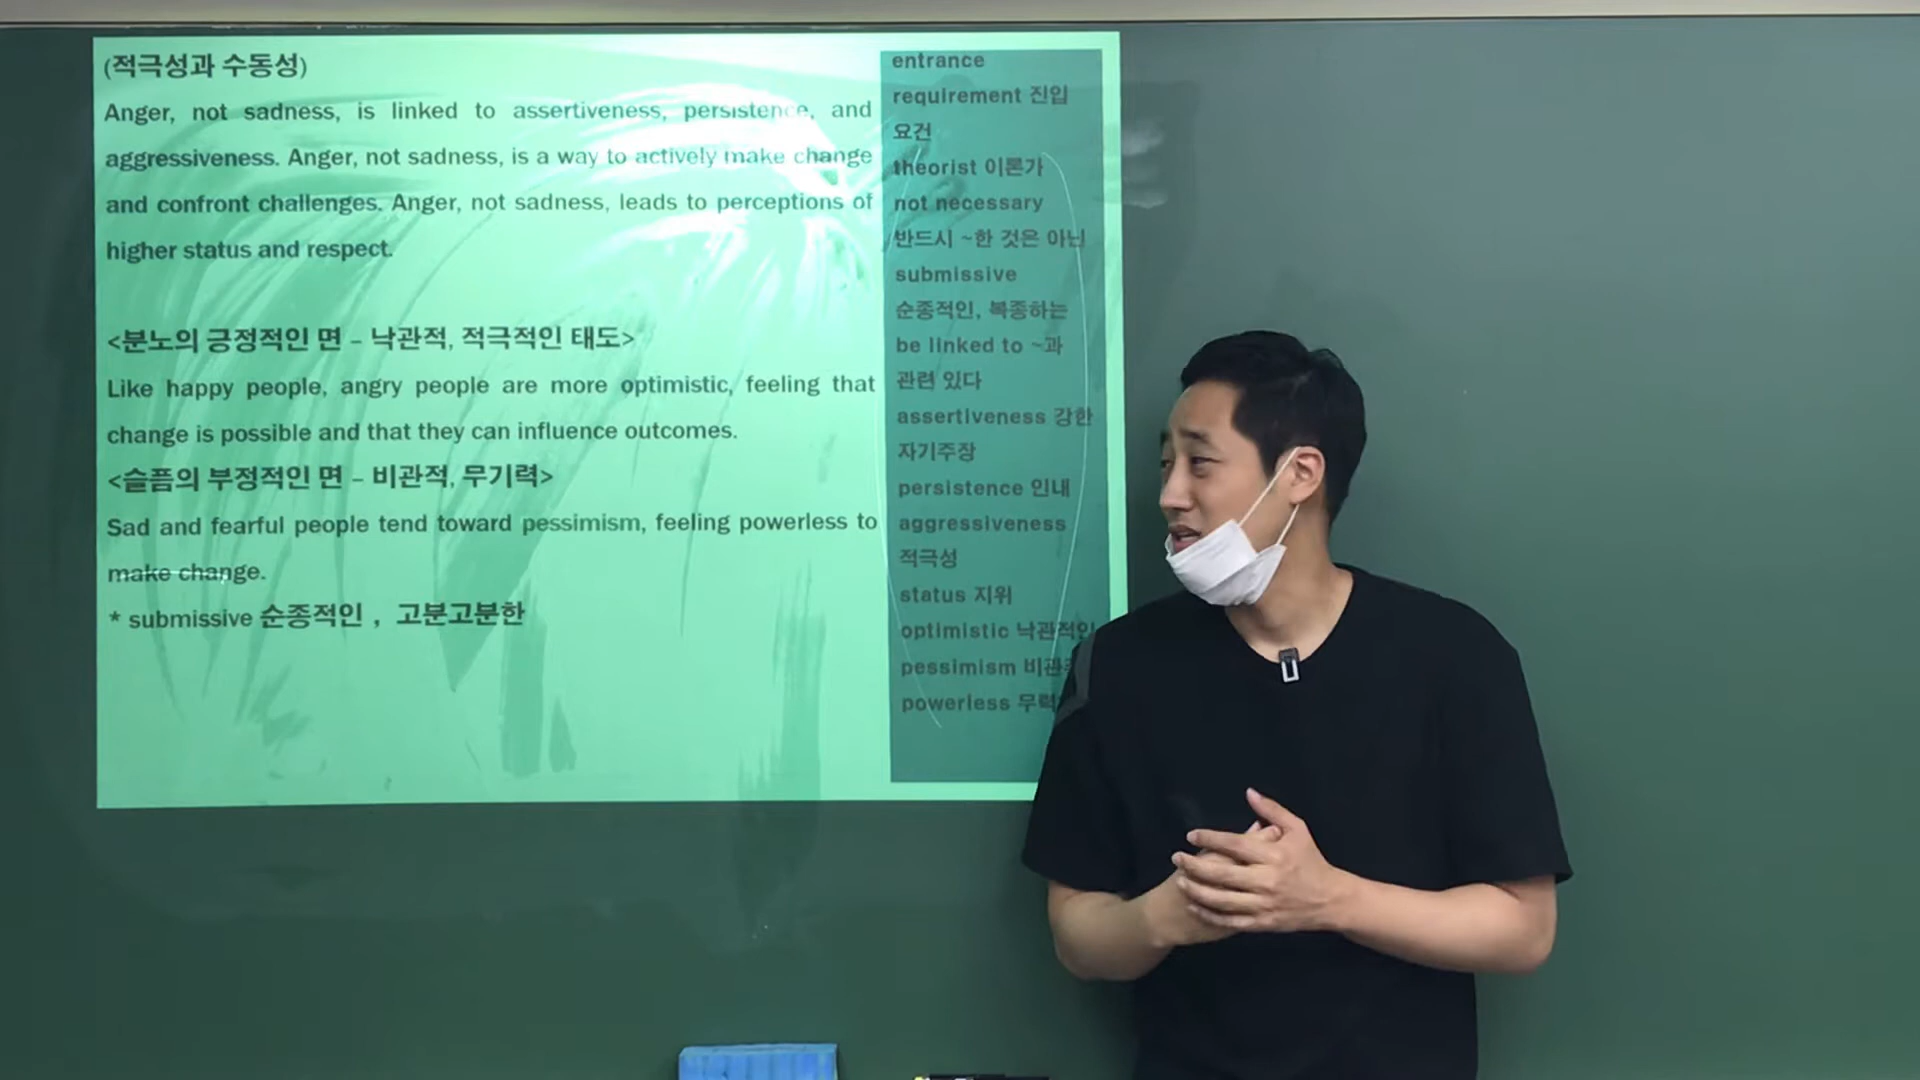 (적극성과 수동성)
Anger, not sadness, is linked to assertiveness, persistence, and
aggressiveness. Anger, not sadness, is a way to actively make change
and confront challenges. Anger, not sadness, leads to perceptions of
higher status and respect.
<분노의 긍정적인 면 – 낙관적, 적극적인 태도>
Like happy people, angry people are more optimistic, feeling that
change is possible and that they can influence outcomes.
<슬픔의 부정적인 면 – 비관적, 무기력>
Sad and fearful people tend toward pessimism, feeling powerless to
make change.
* submissive 순종적인 , 고분고분한
entrance
requirement 진입
요건
theorist 이론가
not necessary
반드시 ~한 것은 아닌
submissive
순종적인, 복종하는
be linked to ~과
관련 있다
assertiveness 강한
자기주장
persistence 인내
aggressiveness
적극성
status 지위
optimistic 낙관적인
pessimism 비관
powerless 무력